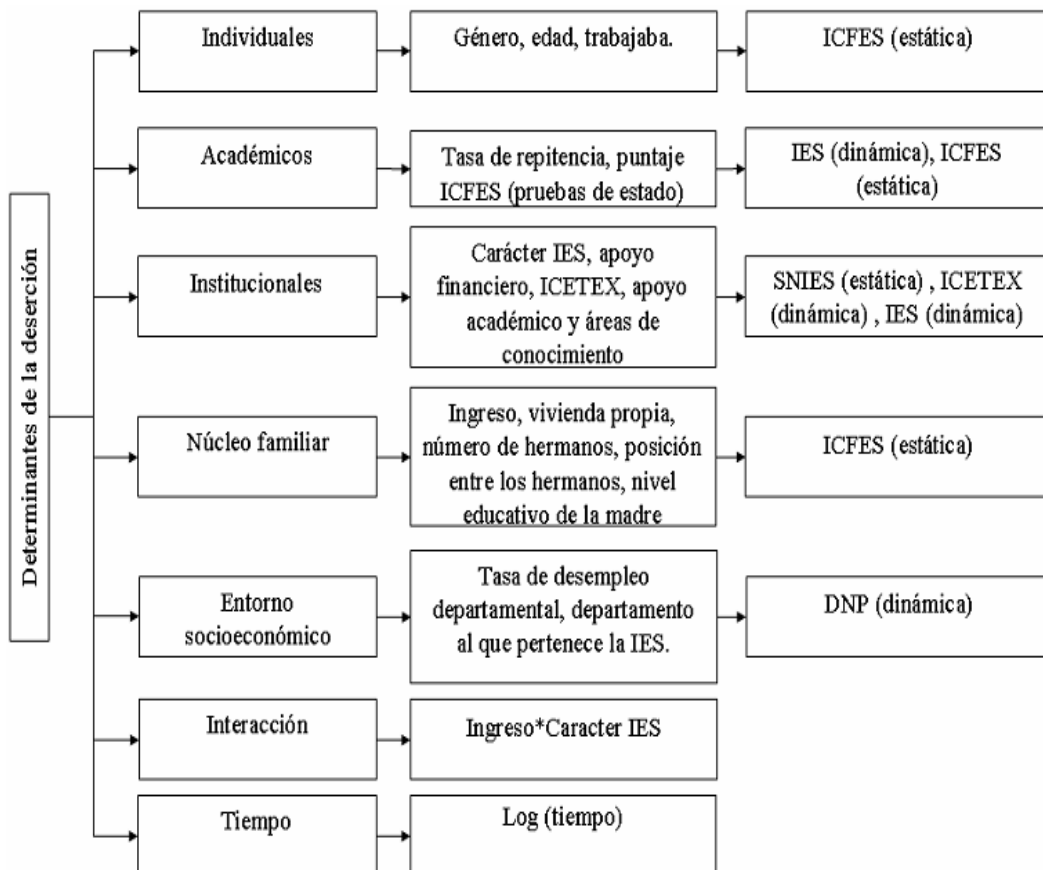 Determinantes de la deserción
Individuales
Género, edad, trabajaba.
ICFES (estática)
Académicos
Tasa de repitencia, puntaje
ICFES (pruebas de estado)
IES (dinámica), ICFES
(estática)
Institucionales
Carácter IES, apoyo
financiero, ICETEX, apoyo
académico y áreas de
conocimiento
SNIES (estática) , ICETEX
(dinámica) , IES (dinámica)
Núcleo familiar
Ingreso, vivienda propia,
número de hermanos, posición
entre los hermanos, nivel
educativo de la madre
ICFES (estática)
Entorno
socioeconómico
Tasa de desempleo
departamental, departamento
al que pertenece la IES.
DNP (dinámica)
Interacción
Ingreso*Caracter IES
Tiempo
Log (tiempo)